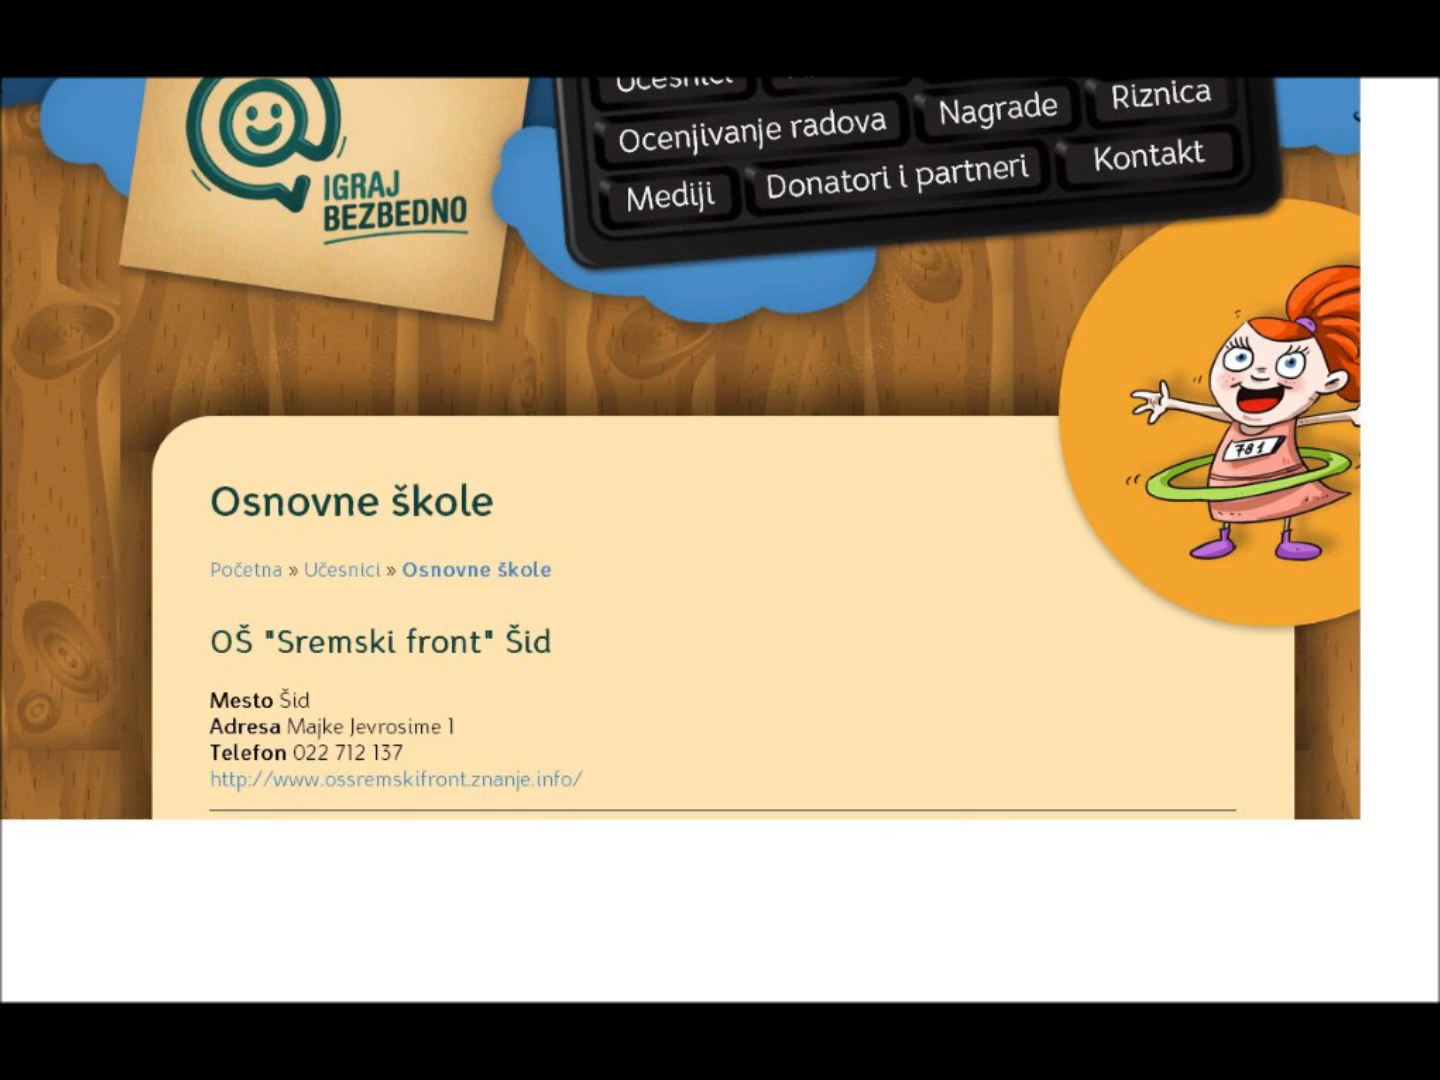 Učesnici
Ocenjivanje radova
Nagrade
Riznica
Mediji
Donatori i partneri
Kontakt
IGRAJ
BEZBEDNO
781
Osnovne škole
Početna » Učesnici » Osnovne škole
OŠ "Sremski front" Šid
Mesto Šid
Adresa Majke Jevrosime 1
Telefon 022 712 137
http://www.ossremskifront.znanje.info/